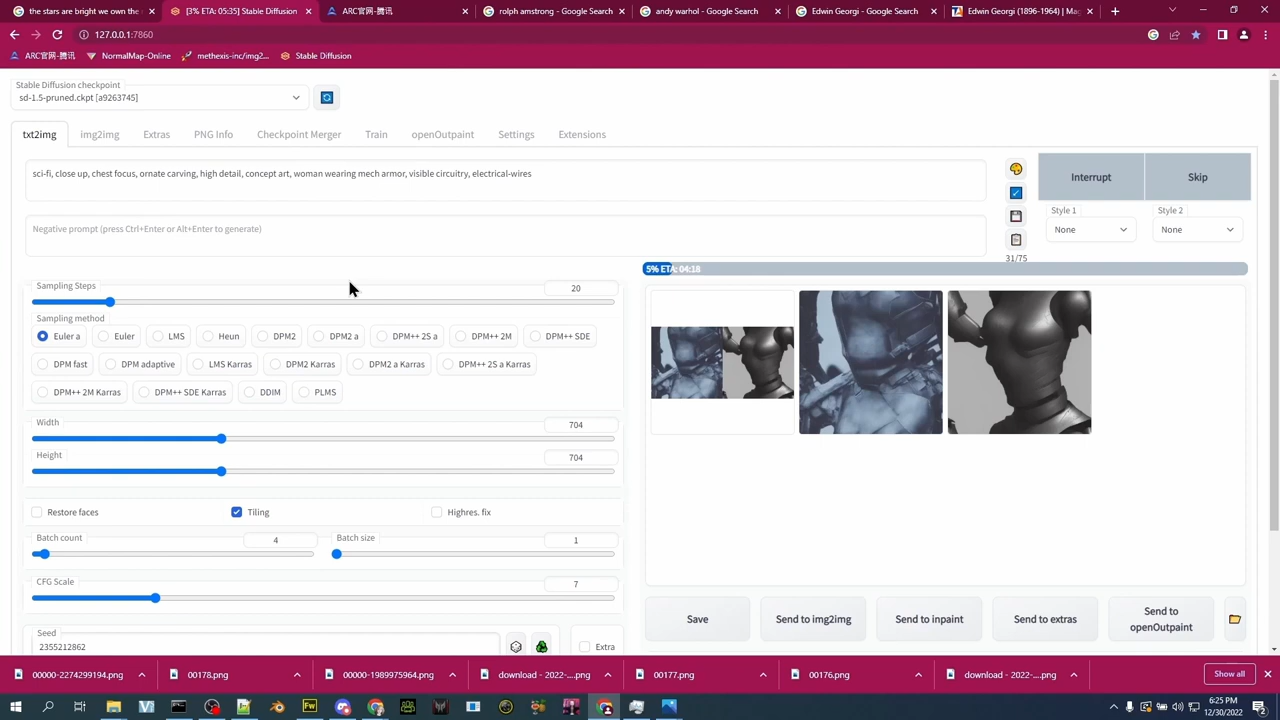 the stars are bright we own the
[3% ETA: 05:35] Stable Diffusion
ARC官网-腾讯
rolph amstrong - Google Search
andy warhol - Google Search
Edwin Georgi - Google Search
Edwin Georgi (1896-1964) | Mag
127.0.0.1:7860
ARC官网-腾讯
NormalMap-Online
methexis-inc/img2...
Stable Diffusion
Stable Diffusion checkpoint
sd-1.5-pruned.ckpt [a9263745]
txt2img
img2img
Extras
PNG Info
Checkpoint Merger
Train
openOutpaint
Settings
Extensions
sci-fi, close up, chest focus, ornate carving, high detail, concept art, woman wearing mech armor, visible circuitry, electrical-wires
Interrupt
Skip
Style 1
Style 2
None
None
Negative prompt (press Ctrl+Enter or Alt+Enter to generate)
31/75
5% ETA: 04:18
Sampling Steps
20
Sampling method
Euler a
Euler
LMS
Heun
DPM2
DPM2 a
DPM++ 2S a
DPM++ 2M
DPM++ SDE
DPM fast
DPM adaptive
LMS Karras
DPM2 Karras
DPM2 a Karras
DPM++ 2S a Karras
DPM++ 2M Karras
DPM++ SDE Karras
DDIM
PLMS
Width
704
Height
704
Restore faces
Tiling
Highres. fix
Batch count
4
Batch size
1
CFG Scale
7
Seed
2355212862
Extra
Save
Send to img2img
Send to inpaint
Send to extras
Send to
openOutpaint
00000-2274299194.png
00178.png
00000-1989975964.png
download - 2022-....png
00177.png
00176.png
download - 2022-....png
Show all
6:25 PM
12/30/2022